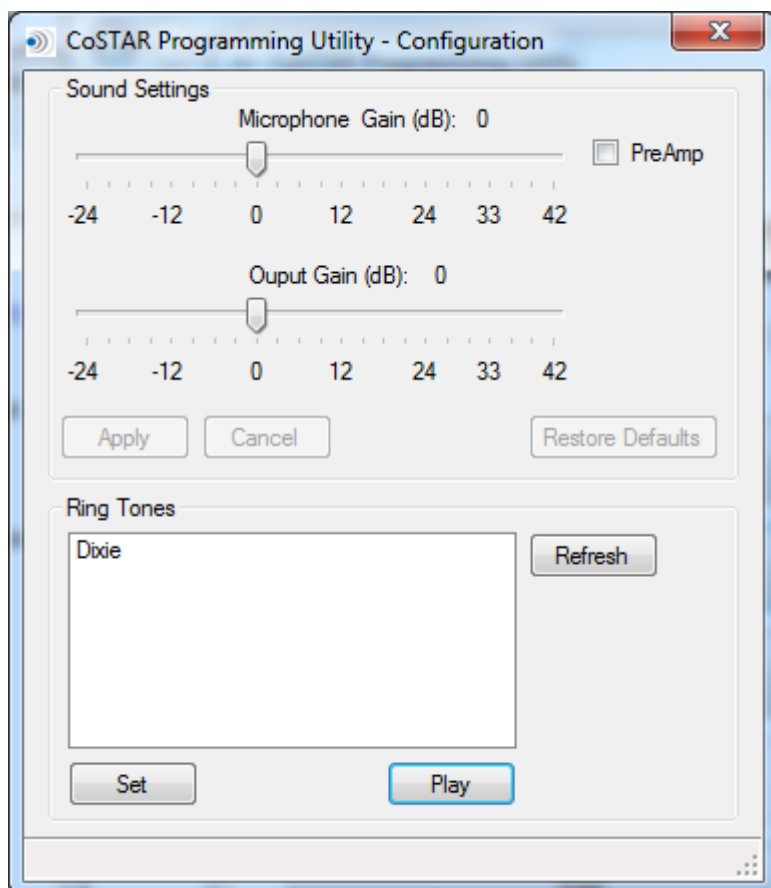 CoSTAR Programming Utility - Configuration
Sound Settings
Microphone Gain (dB): 0
PreAmp
-24 -12 0 12 24 33 42
Ouput Gain (dB): 0
-24 -12 0 12 24 33 42
Apply Cancel Restore Defaults
Ring Tones
Dixie
Refresh
Set Play